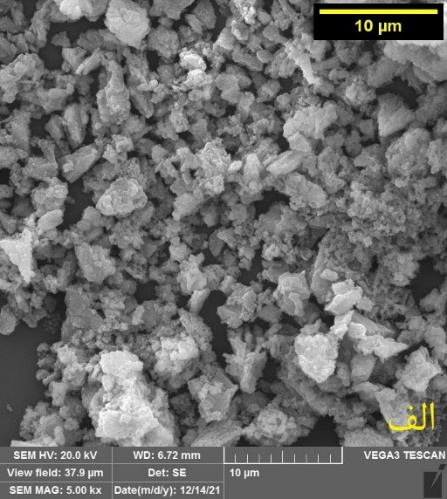 10 µm
الف
SEM HV: 20.0 kV WD: 6.72 mm VEGA3 TESCAN
View field: 37.9 µm Det: SE 10 µm
SEM MAG: 5.00 kx Date(m/d/y): 12/14/21